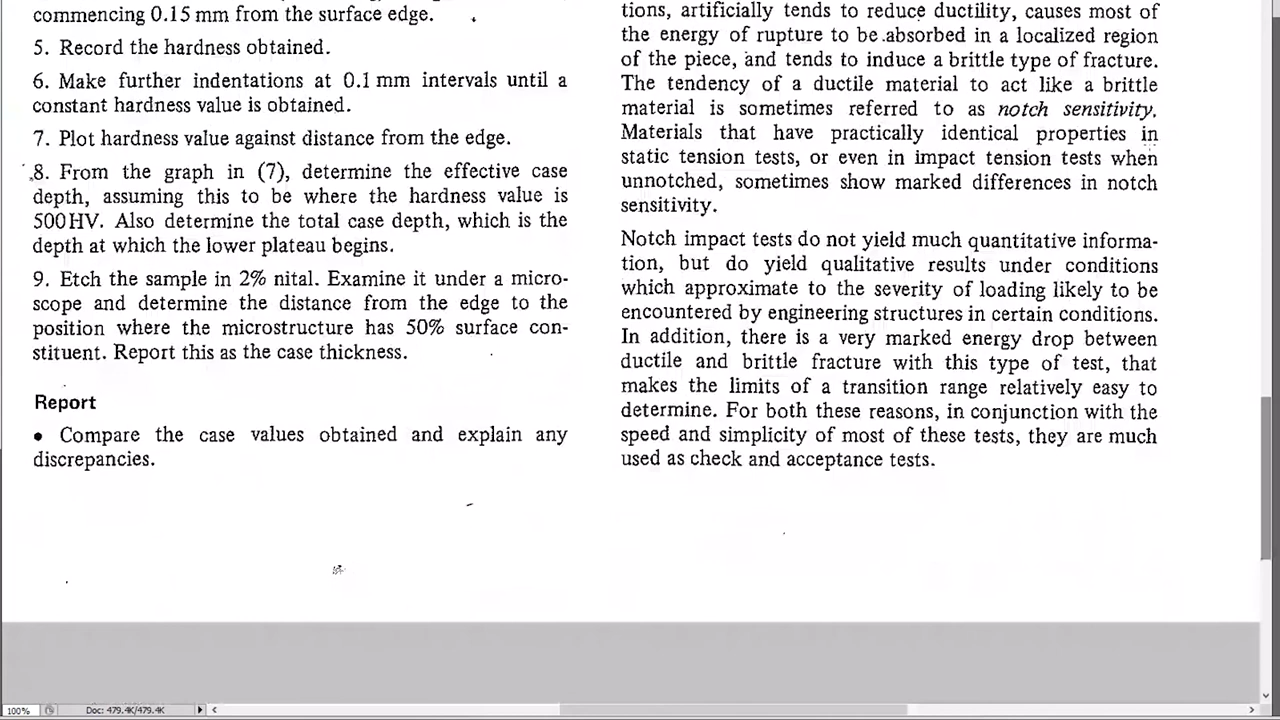 commencing 0.15 mm from the surface edge.
5. Record the hardness obtained.
6. Make further indentations at 0.1 mm intervals until a
constant hardness value is obtained.
7. Plot hardness value against distance from the edge.
8. From the graph in (7), determine the effective case
depth, assuming this to be where the hardness value is
500 HV. Also determine the total case depth, which is the
depth at which the lower plateau begins.
9. Etch the sample in 2% nital. Examine it under a micro-
scope and determine the distance from the edge to the
position where the microstructure has 50% surface con-
stituent. Report this as the case thickness.
Report
• Compare the case values obtained and explain any
discrepancies.
tions, artificially tends to reduce ductility, causes most of
the energy of rupture to be absorbed in a localized region
of the piece, and tends to induce a brittle type of fracture.
The tendency of a ductile material to act like a brittle
material is sometimes referred to as notch sensitivity.
Materials that have practically identical properties in
static tension tests, or even in impact tension tests when
unnotched, sometimes show marked differences in notch
sensitivity.
Notch impact tests do not yield much quantitative informa-
tion, but do yield qualitative results under conditions
which approximate to the severity of loading likely to be
encountered by engineering structures in certain conditions.
In addition, there is a very marked energy drop between
ductile and brittle fracture with this type of test, that
makes the limits of a transition range relatively easy to
determine. For both these reasons, in conjunction with the
speed and simplicity of most of these tests, they are much
used as check and acceptance tests.
100%
Doc: 479.4K/479.4K